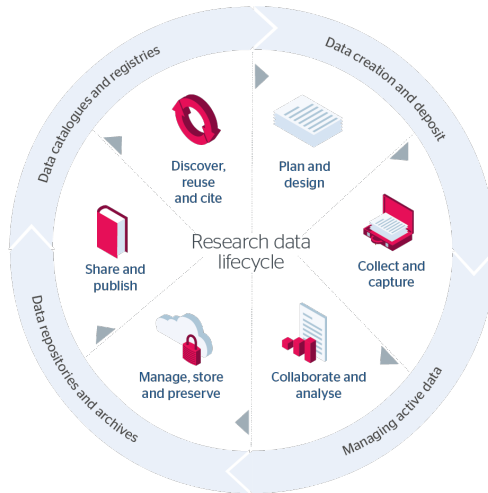 Data catalogues and registries
Data creation and deposit
Discover,
reuse
and cite
Plan and
design
Share and
publish
Research data
lifecycle
Collect and
capture
Manage, store
and preserve
Collaborate and
analyse
Data repositories and archives
Managing active data